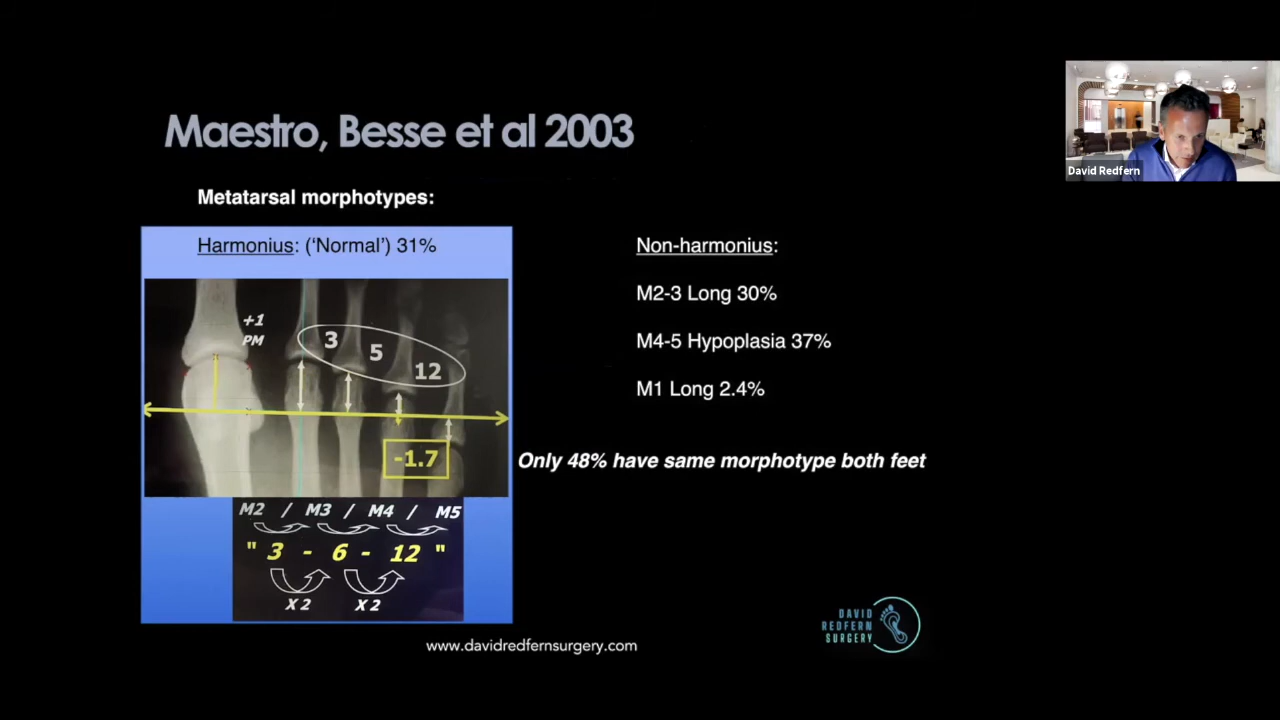 Maestro, Besse et al 2003
David Redfern
Metatarsal morphotypes:
Harmonius: (‘Normal’) 31%
+1
PM
3
5
12
-1.7
M2 / M3 / M4 / M5
" 3 - 6 - 12 "
X 2 X 2
Non-harmonius:
M2-3 Long 30%
M4-5 Hypoplasia 37%
M1 Long 2.4%
Only 48% have same morphotype both feet
www.davidredfernsurgery.com
DAVID
REDFERN
SURGERY